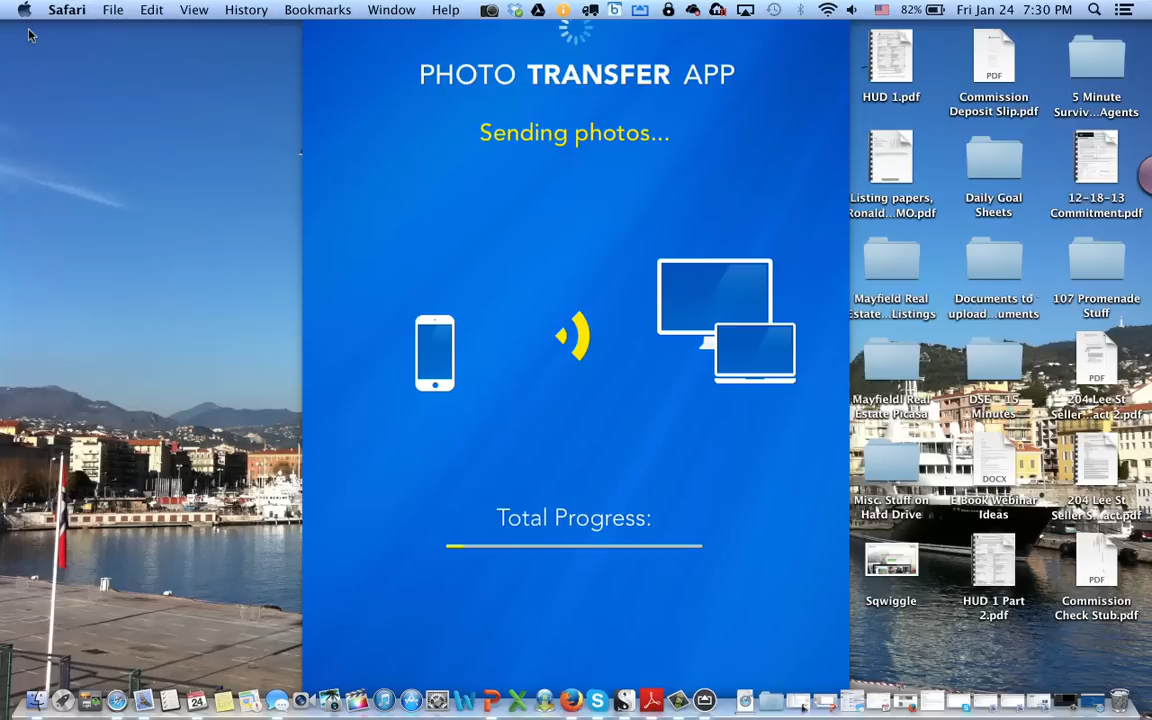 Safari File Edit View History Bookmarks Window Help 82% Fri Jan 24 7:30 PM
PHOTO TRANSFER APP
Sending photos...
Total Progress:
HUD 1.pdf
PDF
Commission
Deposit Slip.pdf
5 Minute
Surviv...Agents
Listing papers,
Ronald...MO.pdf
Daily Goal
Sheets
12-18-13
Commitment.pdf
Mayfield Real
Estate...Listings
Documents to
upload...uments
107 Promenade
Stuff
Mayfieldl Real
Estate Picasa
DSE - 15
Minutes
PDF
204 Lee St
Seller ...act 2.pdf
Misc. Stuff on
Hard Drive
DOCX
E Book Webinar
Ideas
204 Lee St
Seller S...act.pdf
Sqwiggle
HUD 1 Part
2.pdf
PDF
Commission
Check Stub.pdf
24